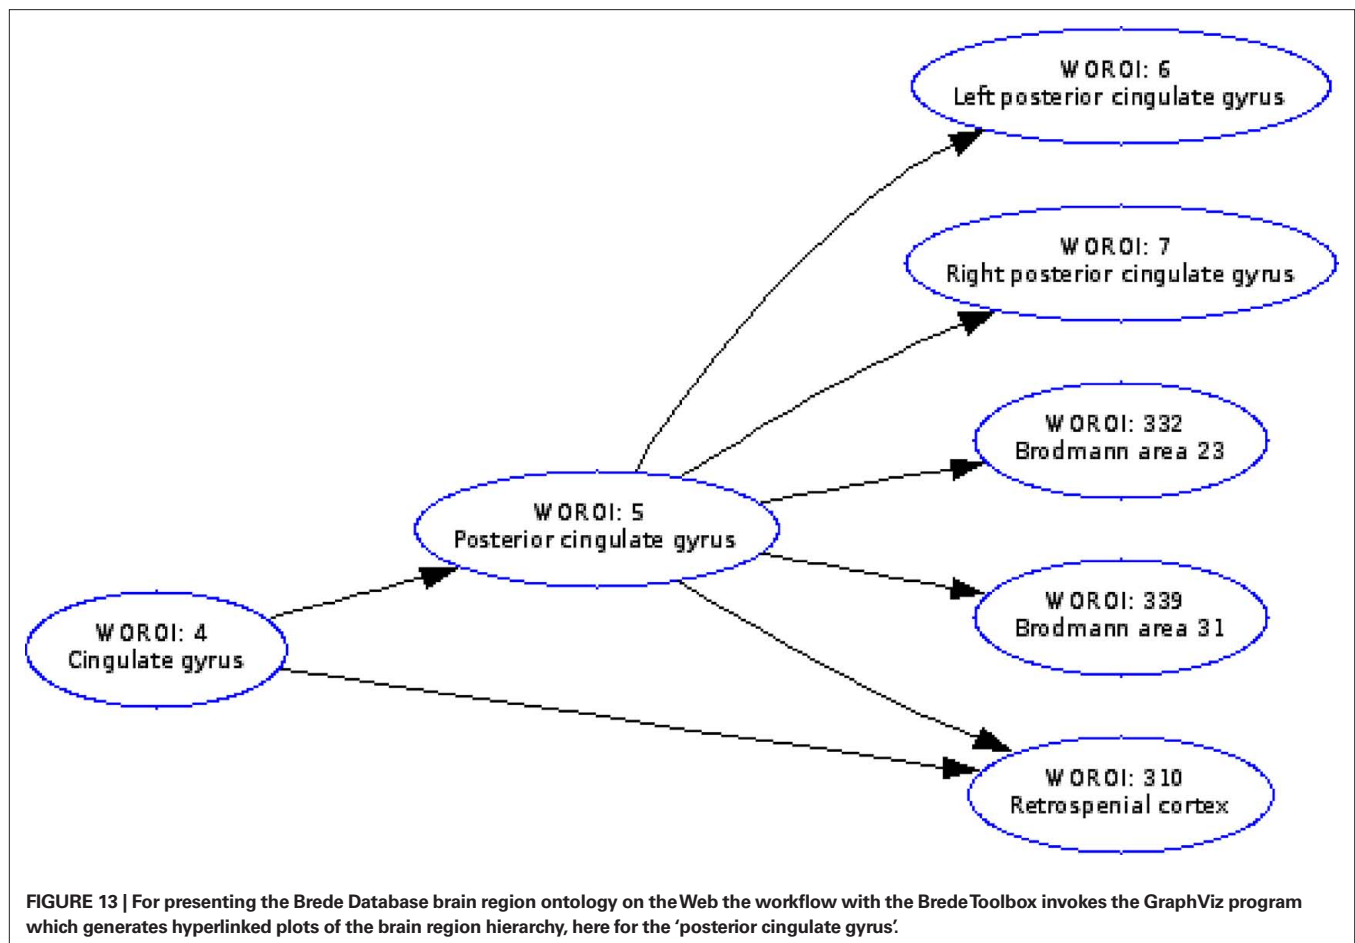 WOROI: 6
Left posterior cingulate gyrus
WOROI: 7
Right posterior cingulate gyrus
WOROI: 332
Brodmann area 23
WOROI: 5
Posterior cingulate gyrus
WOROI: 339
Brodmann area 31
WOROI: 4
Cingulate gyrus
WOROI: 310
Retrospenial cortex
FIGURE 13 | For presenting the Brede Database brain region ontology on the Web the workflow with the Brede Toolbox invokes the GraphViz program
which generates hyperlinked plots of the brain region hierarchy, here for the ‘posterior cingulate gyrus’.